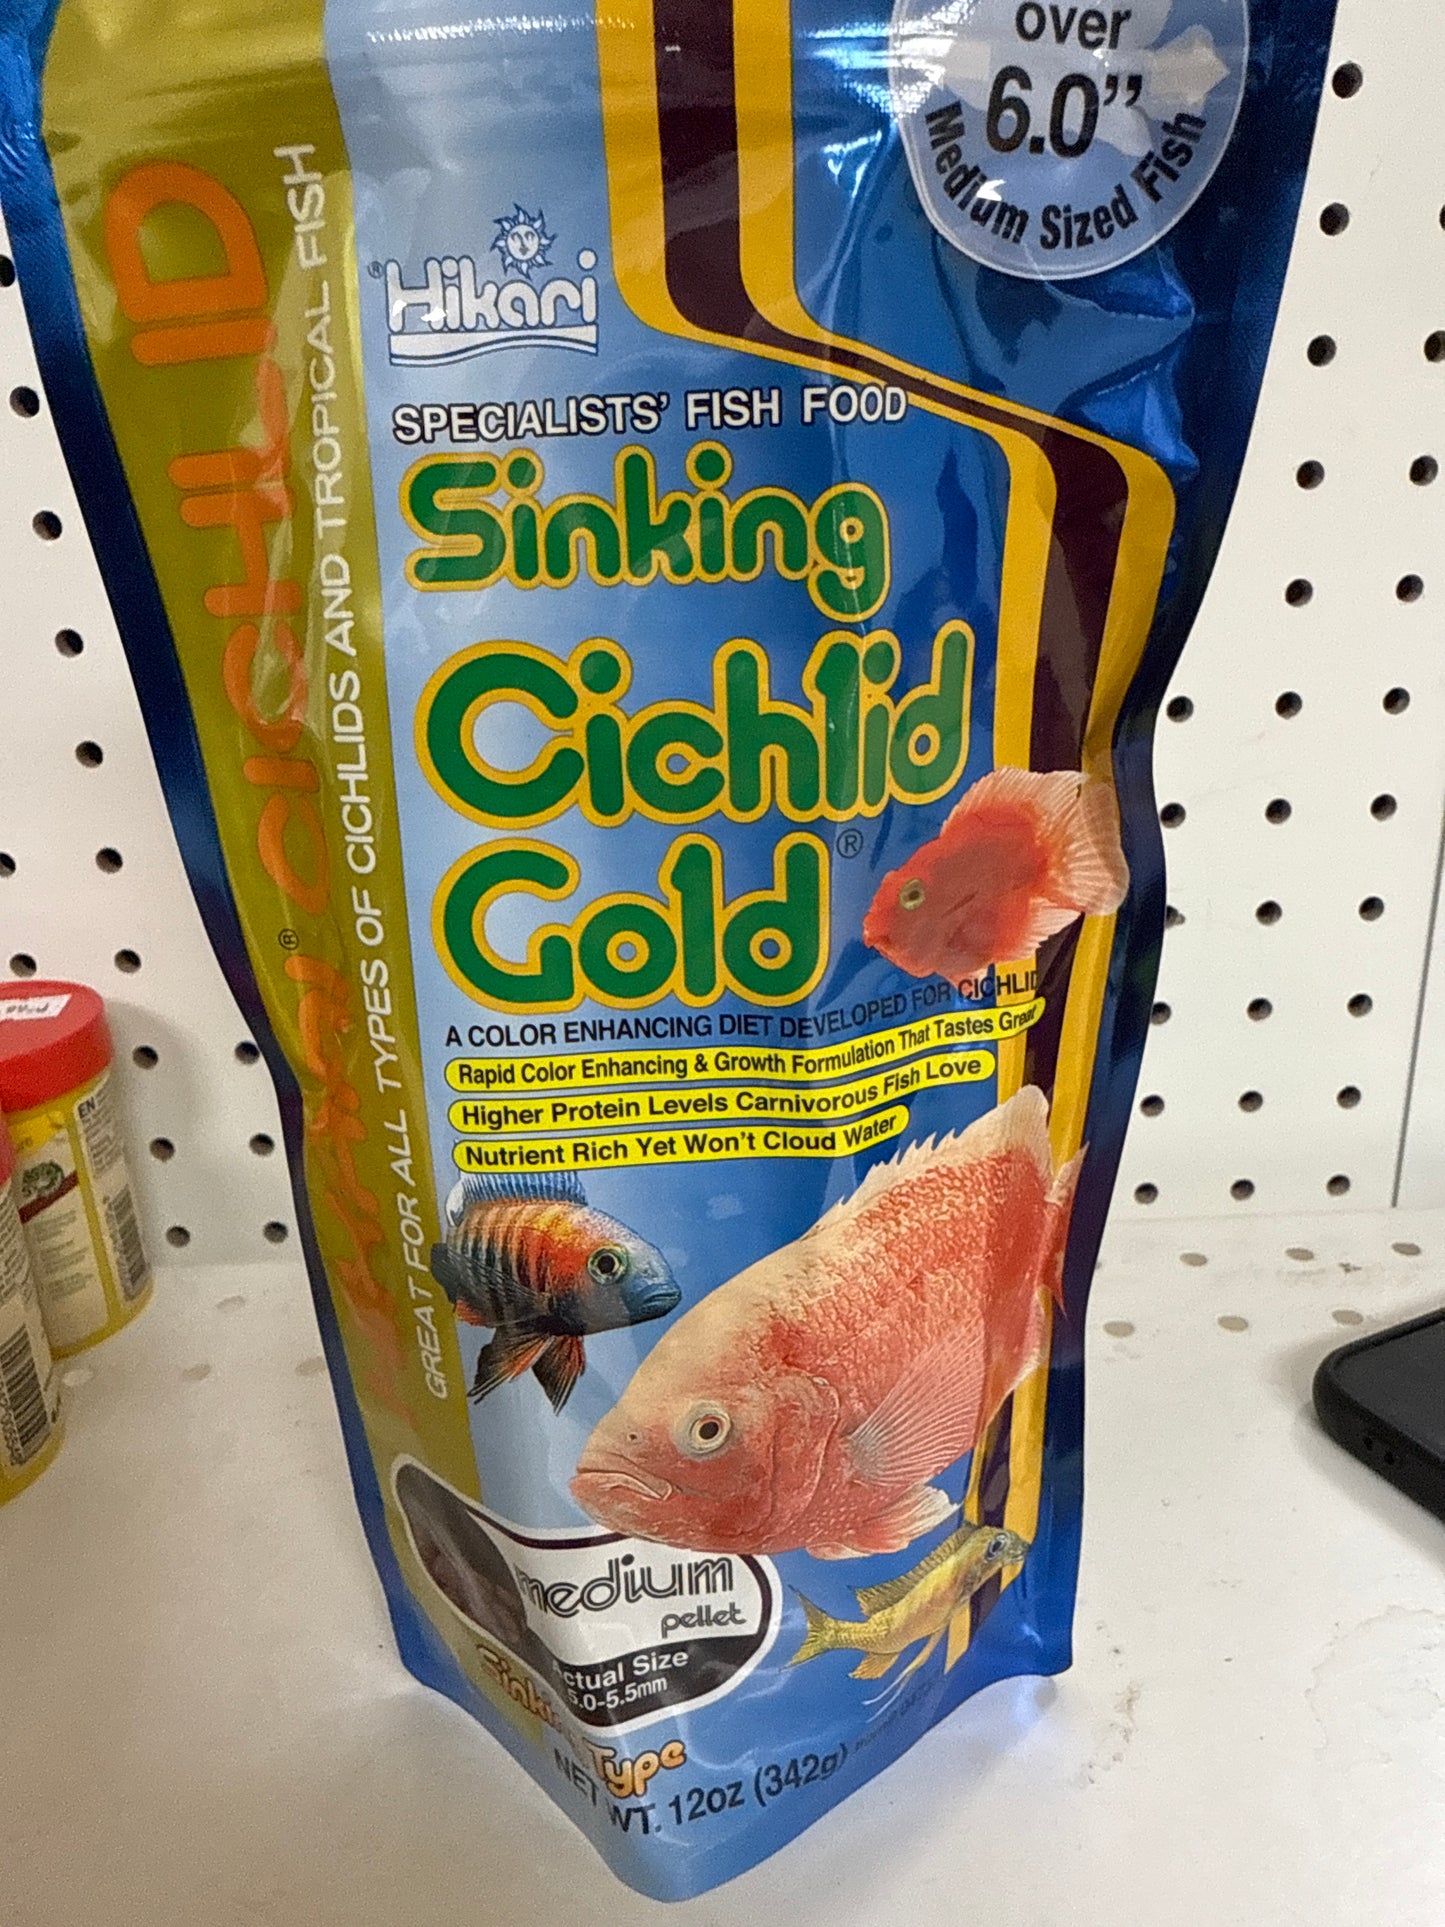 over
6.0”
Medium Sized Fish
CICHLID
GREAT FOR ALL TYPES OF CICHLIDS AND TROPICAL FISH
® Hikari
SPECIALISTS’ FISH FOOD
Sinking
Cichlid
Gold®
A COLOR ENHANCING DIET DEVELOPED FOR CICHLID
Rapid Color Enhancing & Growth Formulation That Tastes Great
Higher Protein Levels Carnivorous Fish Love
Nutrient Rich Yet Won’t Cloud Water
medium
pellet
Actual Size
5.0-5.5mm
Sinking Type
NET WT. 12oz (342g)
EN